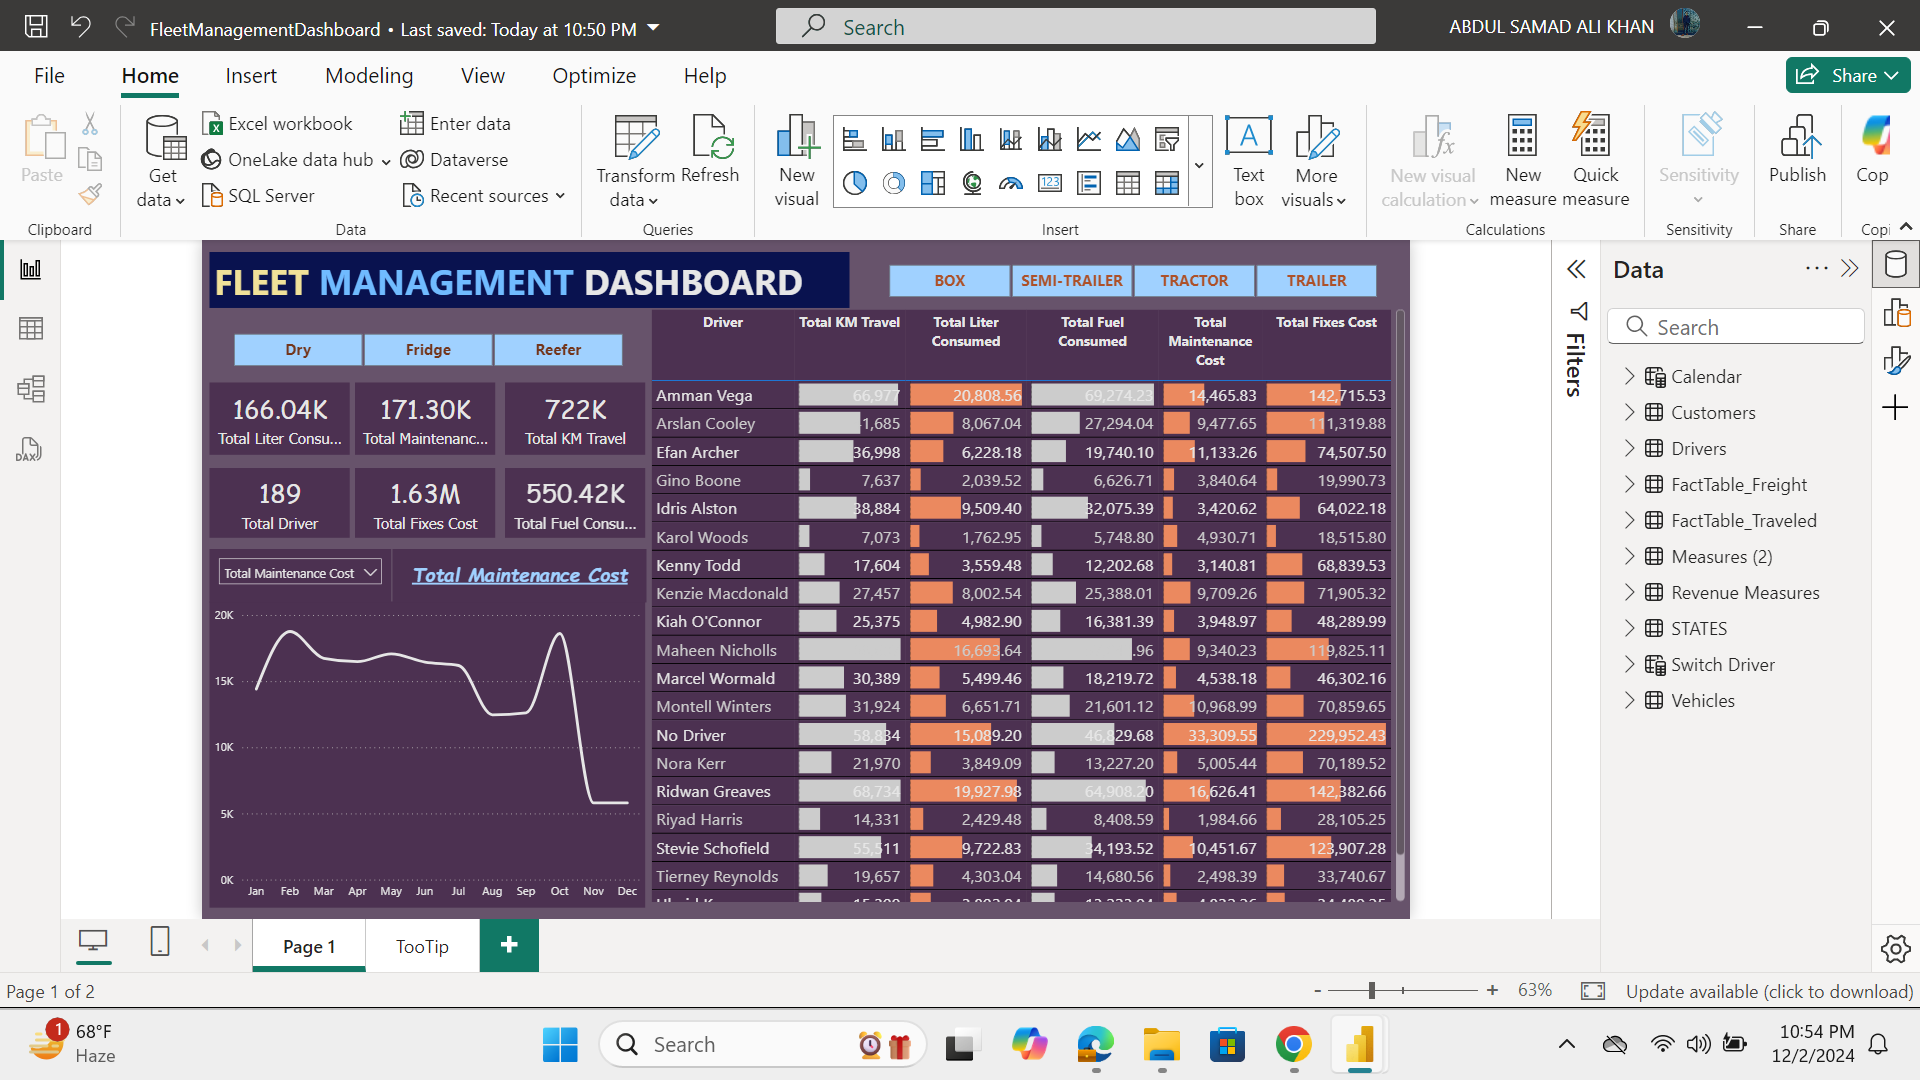 FleetManagementDashboard • Last saved: Today at 10:50 PM
Search
ABDUL SAMAD ALI KHAN
File Home Insert Modeling View Optimize Help
Share
Paste
Clipboard
Get data
Excel workbook
OneLake data hub
SQL Server
Enter data
Dataverse
Recent sources
Data
Transform data
Refresh
Queries
New visual
Text box
More visuals
Insert
New visual calculation
New measure
Quick measure
Calculations
Sensitivity
Sensitivity
Publish
Share
Cop
Copi
FLEET MANAGEMENT DASHBOARD
BOX SEMI-TRAILER TRACTOR TRAILER
Dry Fridge Reefer
166.04K
Total Liter Consu...
171.30K
Total Maintenanc...
722K
Total KM Travel
189
Total Driver
1.63M
Total Fixes Cost
550.42K
Total Fuel Consu...
Total Maintenance Cost
Total Maintenance Cost
20K
15K
10K
5K
0K
Jan Feb Mar Apr May Jun Jul Aug Sep Oct Nov Dec
Driver Total KM Travel Total Liter Consumed Total Fuel Consumed Total Maintenance Cost Total Fixes Cost
Amman Vega 66,977 20,808.56 69,274.23 14,465.83 142,715.53
Arslan Cooley 1,685 8,067.04 27,294.04 9,477.65 111,319.88
Efan Archer 36,998 6,228.18 19,740.10 11,133.26 74,507.50
Gino Boone 7,637 2,039.52 6,626.71 3,840.64 19,990.73
Idris Alston 38,884 9,509.40 32,075.39 3,420.62 64,022.18
Karol Woods 7,073 1,762.95 5,748.80 4,930.71 18,515.80
Kenny Todd 17,604 3,559.48 12,202.68 3,140.81 68,839.53
Kenzie Macdonald 27,457 8,002.54 25,388.01 9,709.26 71,905.32
Kiah O'Connor 25,375 4,982.90 16,381.39 3,948.97 48,289.99
Maheen Nicholls 16,693.64 .96 9,340.23 119,825.11
Marcel Wormald 30,389 5,499.46 18,219.72 4,538.18 46,302.16
Montell Winters 31,924 6,651.71 21,601.12 10,968.99 70,859.65
No Driver 58,834 15,089.20 46,829.68 33,309.55 229,952.43
Nora Kerr 21,970 3,849.09 13,227.20 5,005.44 70,189.52
Ridwan Greaves 68,734 19,927.98 64,908.20 16,626.41 142,382.66
Riyad Harris 14,331 2,429.48 8,408.59 1,984.66 28,105.25
Stevie Schofield 55,511 9,722.83 34,193.52 10,451.67 123,907.28
Tierney Reynolds 19,657 4,303.04 14,680.56 2,498.39 33,740.67
Filters
Data
Search
Calendar
Customers
Drivers
FactTable_Freight
FactTable_Traveled
Measures (2)
Revenue Measures
STATES
Switch Driver
Vehicles
DAX
Page 1 TooTip
Page 1 of 2
63%
Update available (click to download)
1
68°F
Haze
Search
10:54 PM
12/2/2024